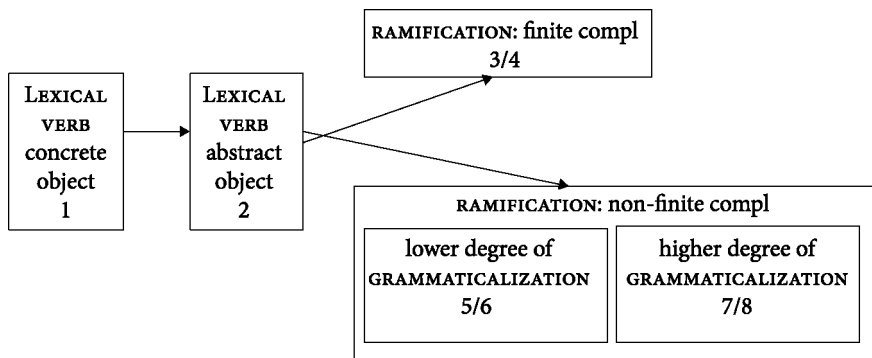 RAMIFICATION: finite compl
3/4
LEXICAL
VERB
concrete
object
1
LEXICAL
VERB
abstract
object
2
RAMIFICATION: non-finite compl
lower degree of
GRAMMATICALIZATION
5/6
higher degree of
GRAMMATICALIZATION
7/8